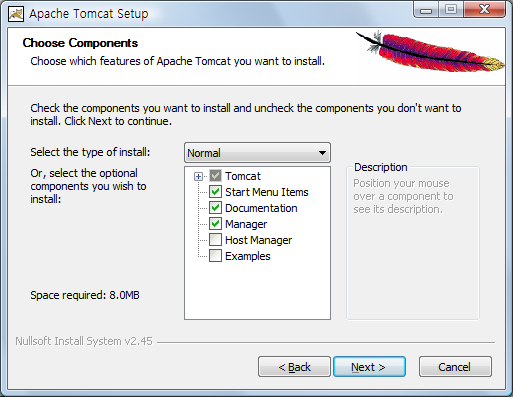 Apache Tomcat Setup
Choose Components
Choose which features of Apache Tomcat you want to install.
Check the components you want to install and uncheck the components you don't want to
install. Click Next to continue.
Select the type of install:
Normal
Or, select the optional
components you wish to
install:
Tomcat
Start Menu Items
Documentation
Manager
Host Manager
Examples
Description
Position your mouse
over a component to
see its description.
Space required: 8.0MB
Nullsoft Install System v2.45
< Back
Next >
Cancel